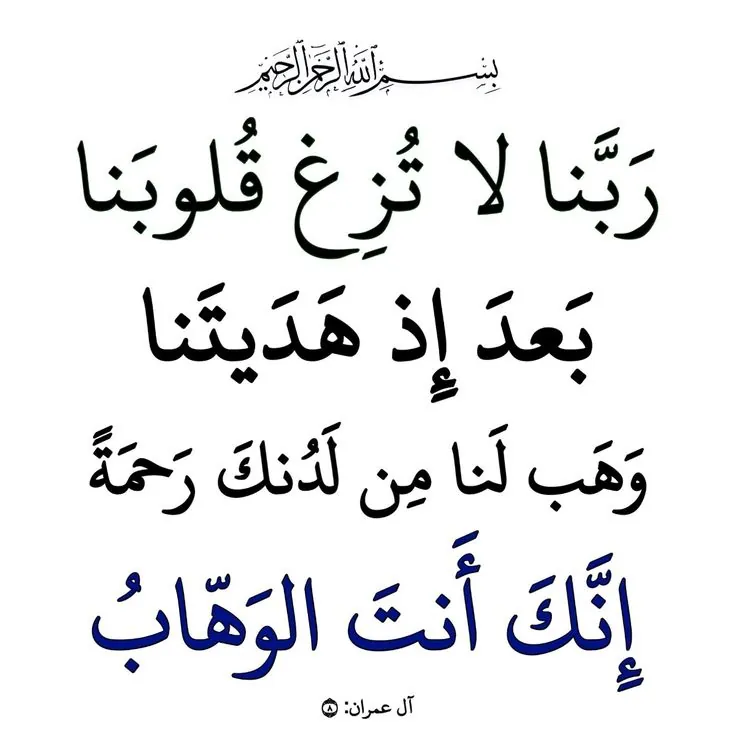 بسم الله الرحمن الرحيم
رَبَّنا لا تُزِغ قُلوبَنا
بَعدَ إِذ هَدَيتَنا
وَهَب لَنا مِن لَدُنكَ رَحمَةً
إِنَّكَ أَنتَ الوَهّابُ
آل عمران: ٨